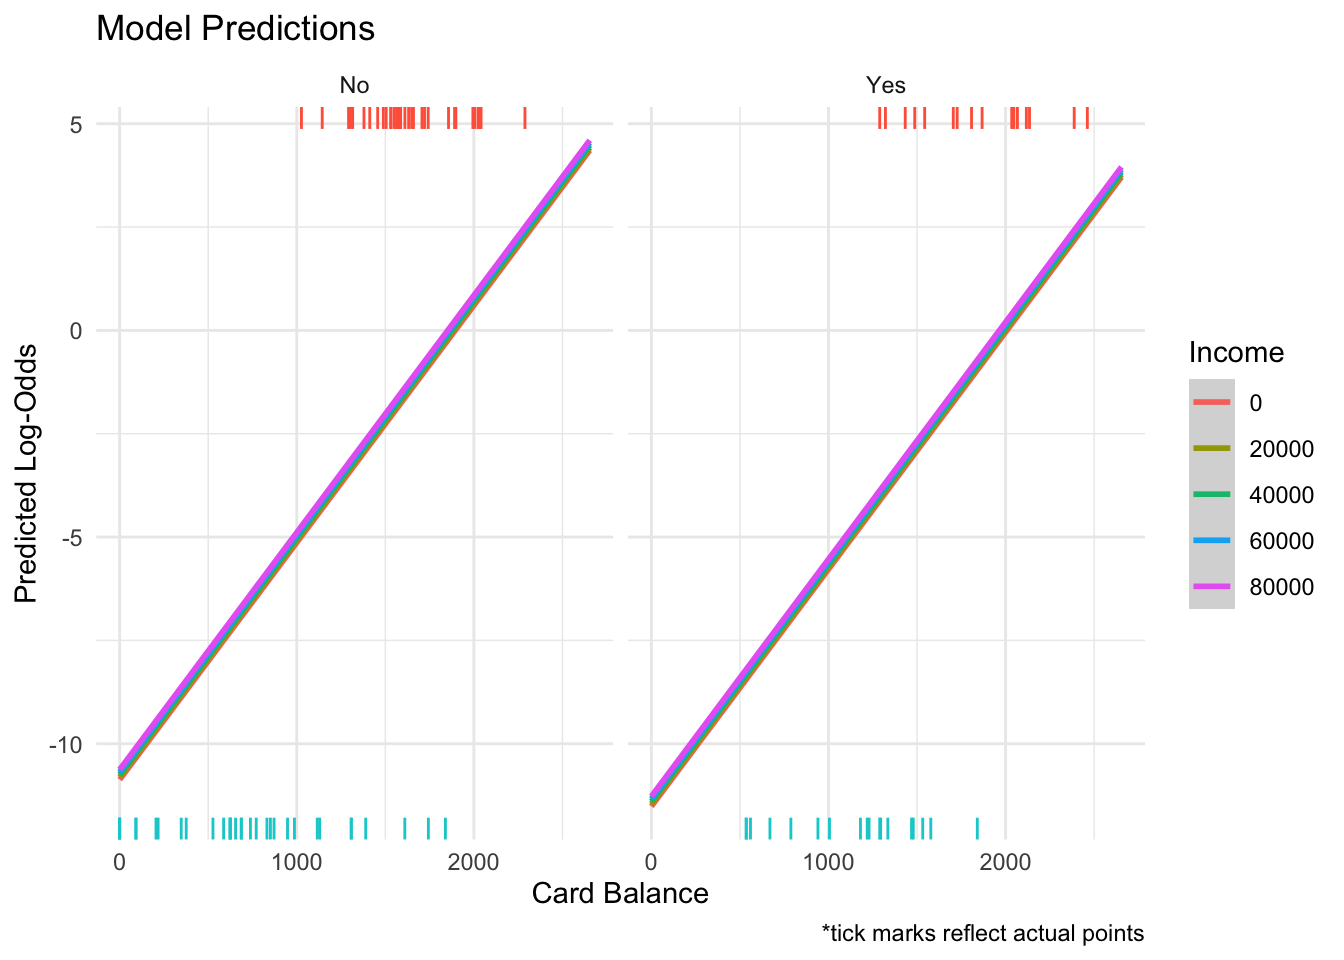 Model Predictions
No
Yes
5
0
-5
-10
Predicted Log-Odds
0
1000
2000
0
1000
2000
Card Balance
Income
0
20000
40000
60000
80000
*tick marks reflect actual points